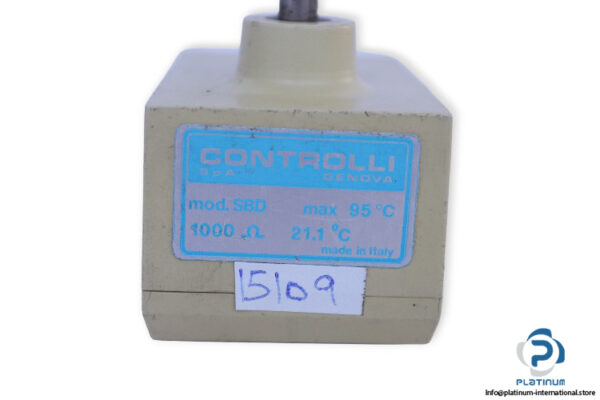 CONTROLLI
SpA GENOVA
mod. SBD max 95 °C
1000 Ω 21.1 °C
made in Italy
15109
PLATINUM
Info@platinum-international.store